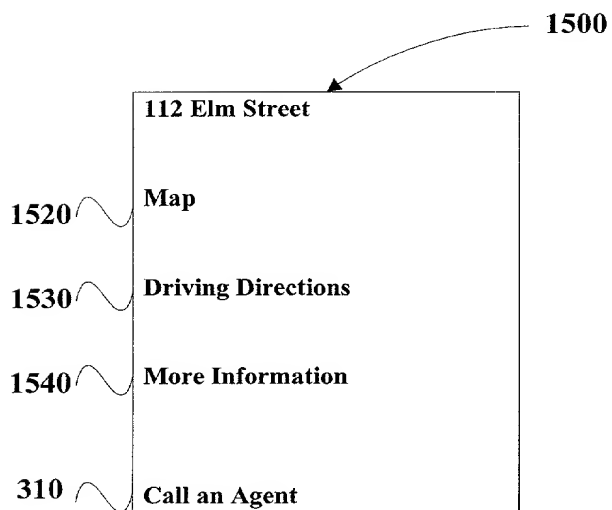 1500
112 Elm Street
1520 Map
1530 Driving Directions
1540 More Information
310 Call an Agent